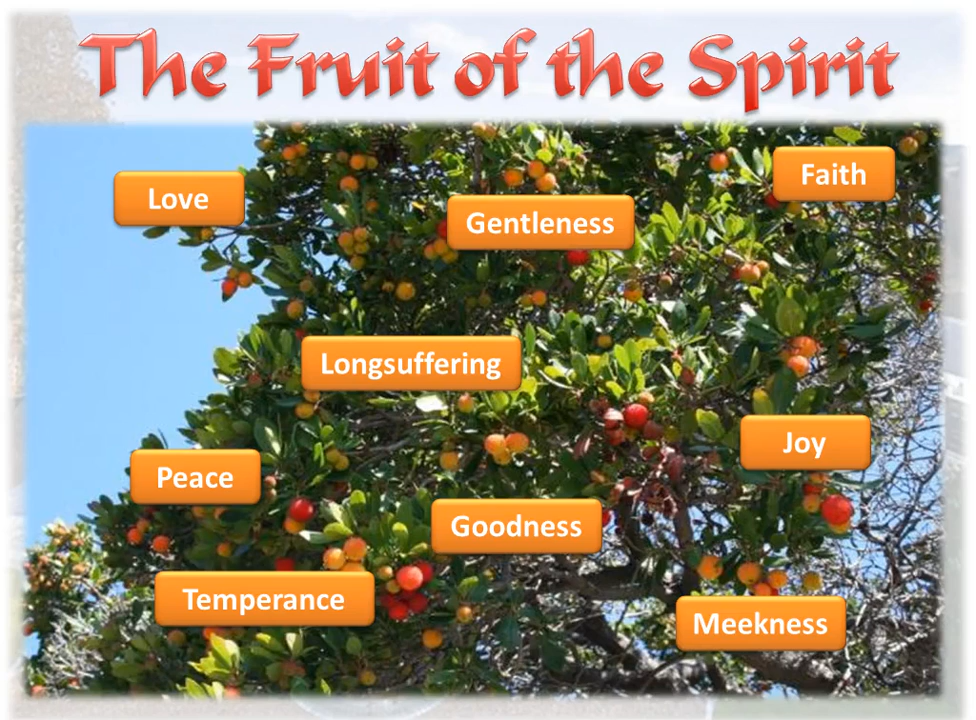 The Fruit of the Spirit
Faith
Love
Gentleness
Longsuffering
Joy
Peace
Goodness
Temperance
Meekness